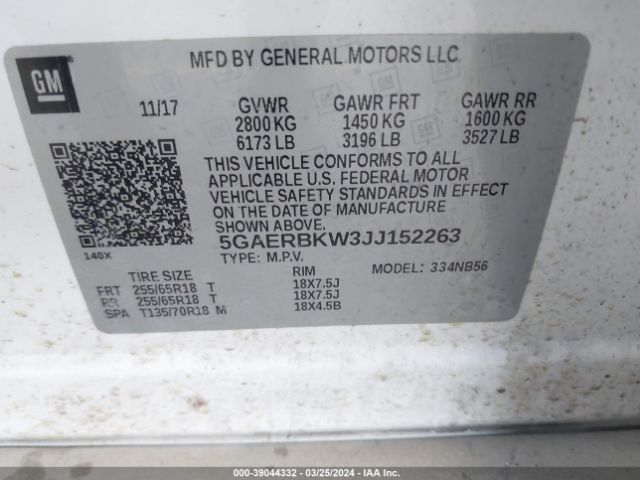 MFD BY GENERAL MOTORS LLC
GM
11/17 GVWR GAWR FRT GAWR RR
2800 KG 1450 KG 1600 KG
6173 LB 3196 LB 3527 LB
THIS VEHICLE CONFORMS TO ALL
APPLICABLE U.S. FEDERAL MOTOR
VEHICLE SAFETY STANDARDS IN EFFECT
ON THE DATE OF MANUFACTURE
SHOWN ABOVE.
5GAERBKW3JJ152263
140X TYPE: M.P.V. MODEL: 334NB56
TIRE SIZE RIM
FRT 255/65R18 T 18X7.5J
RR 255/65R18 T 18X7.5J
SPA T135/70R18 M 18X4.5B
000-39044332 - 03/25/2024 - IAA Inc.